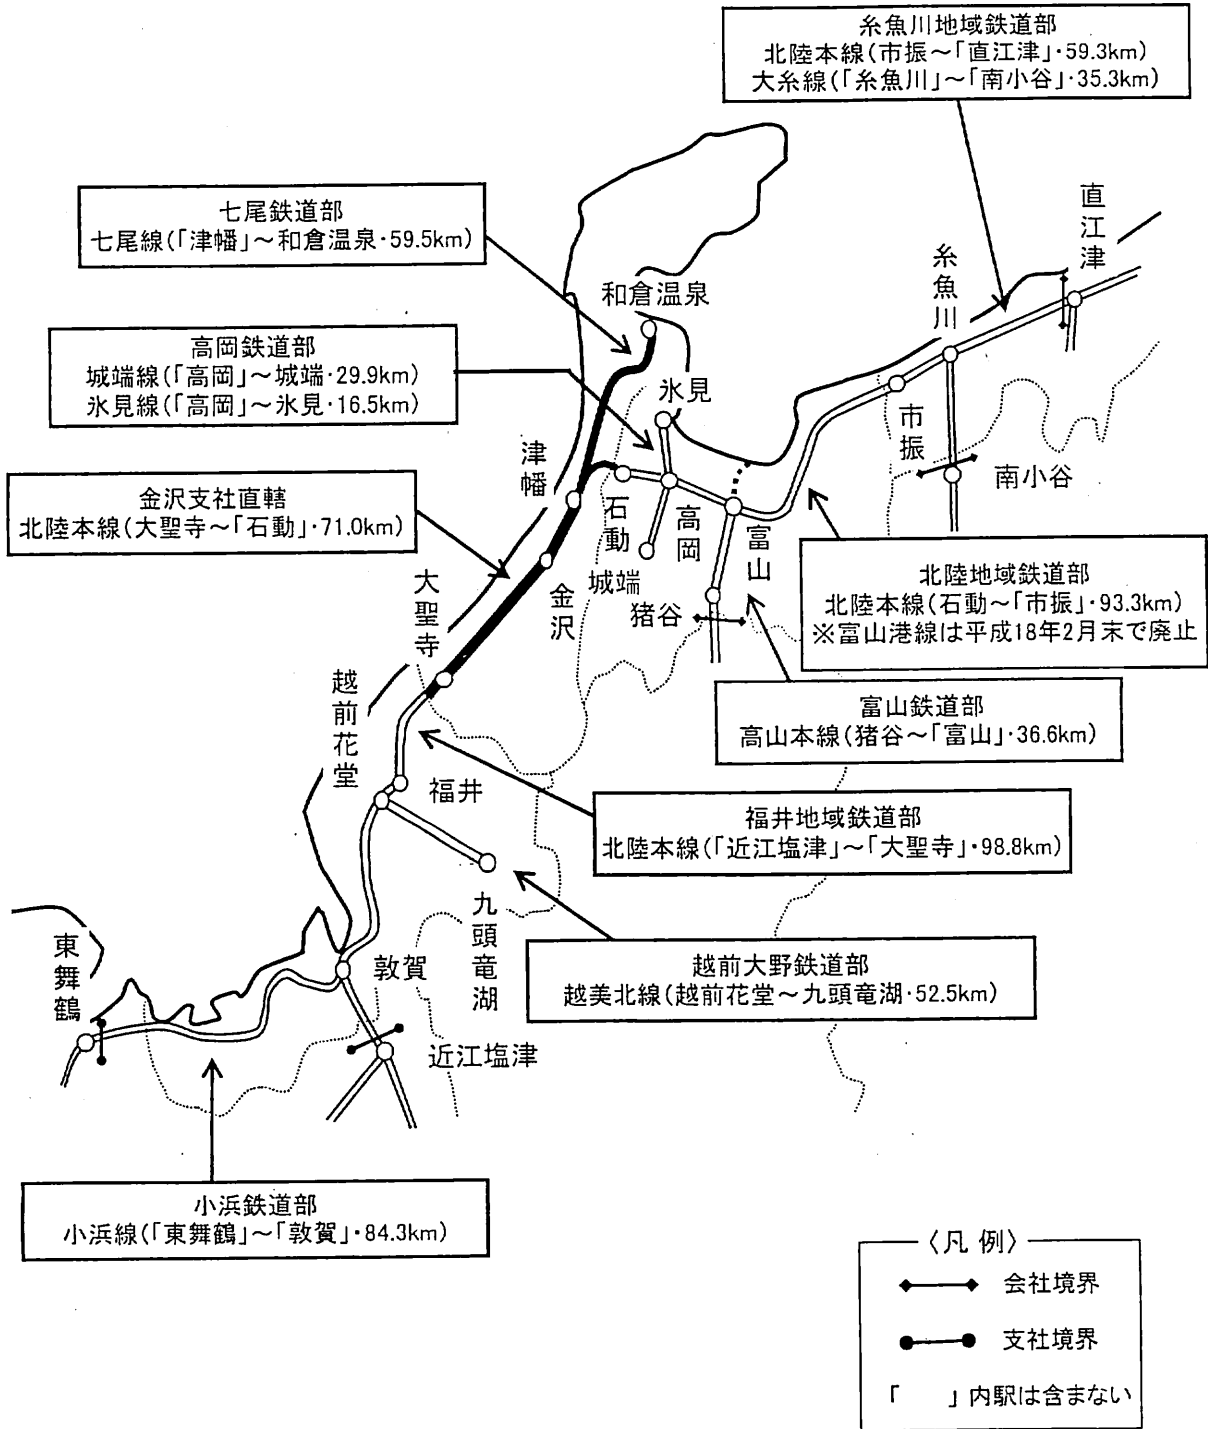 糸魚川地域鉄道部
北陸本線(市振～「直江津」･59.3km)
大糸線(「糸魚川」～「南小谷」･35.3km)
七尾鉄道部
七尾線(「津幡」～和倉温泉･59.5km)
高岡鉄道部
城端線(「高岡」～城端･29.9km)
氷見線(「高岡」～氷見･16.5km)
金沢支社直轄
北陸本線(大聖寺～「石動」･71.0km)
直江津
糸魚川
和倉温泉
氷見
市振
南小谷
津幡
石動
高岡
富山
城端
猪谷
金沢
大聖寺
北陸地域鉄道部
北陸本線(石動～「市振」･93.3km)
※富山港線は平成18年2月末で廃止
富山鉄道部
高山本線(猪谷～「富山」･36.6km)
越前花堂
福井
福井地域鉄道部
北陸本線(「近江塩津」～「大聖寺」･98.8km)
九頭竜湖
越前大野鉄道部
越美北線(越前花堂～九頭竜湖･52.5km)
東舞鶴
敦賀
近江塩津
小浜鉄道部
小浜線(「東舞鶴」～「敦賀」･84.3km)
〈凡例〉
会社境界
支社境界
「　　」内駅は含まない